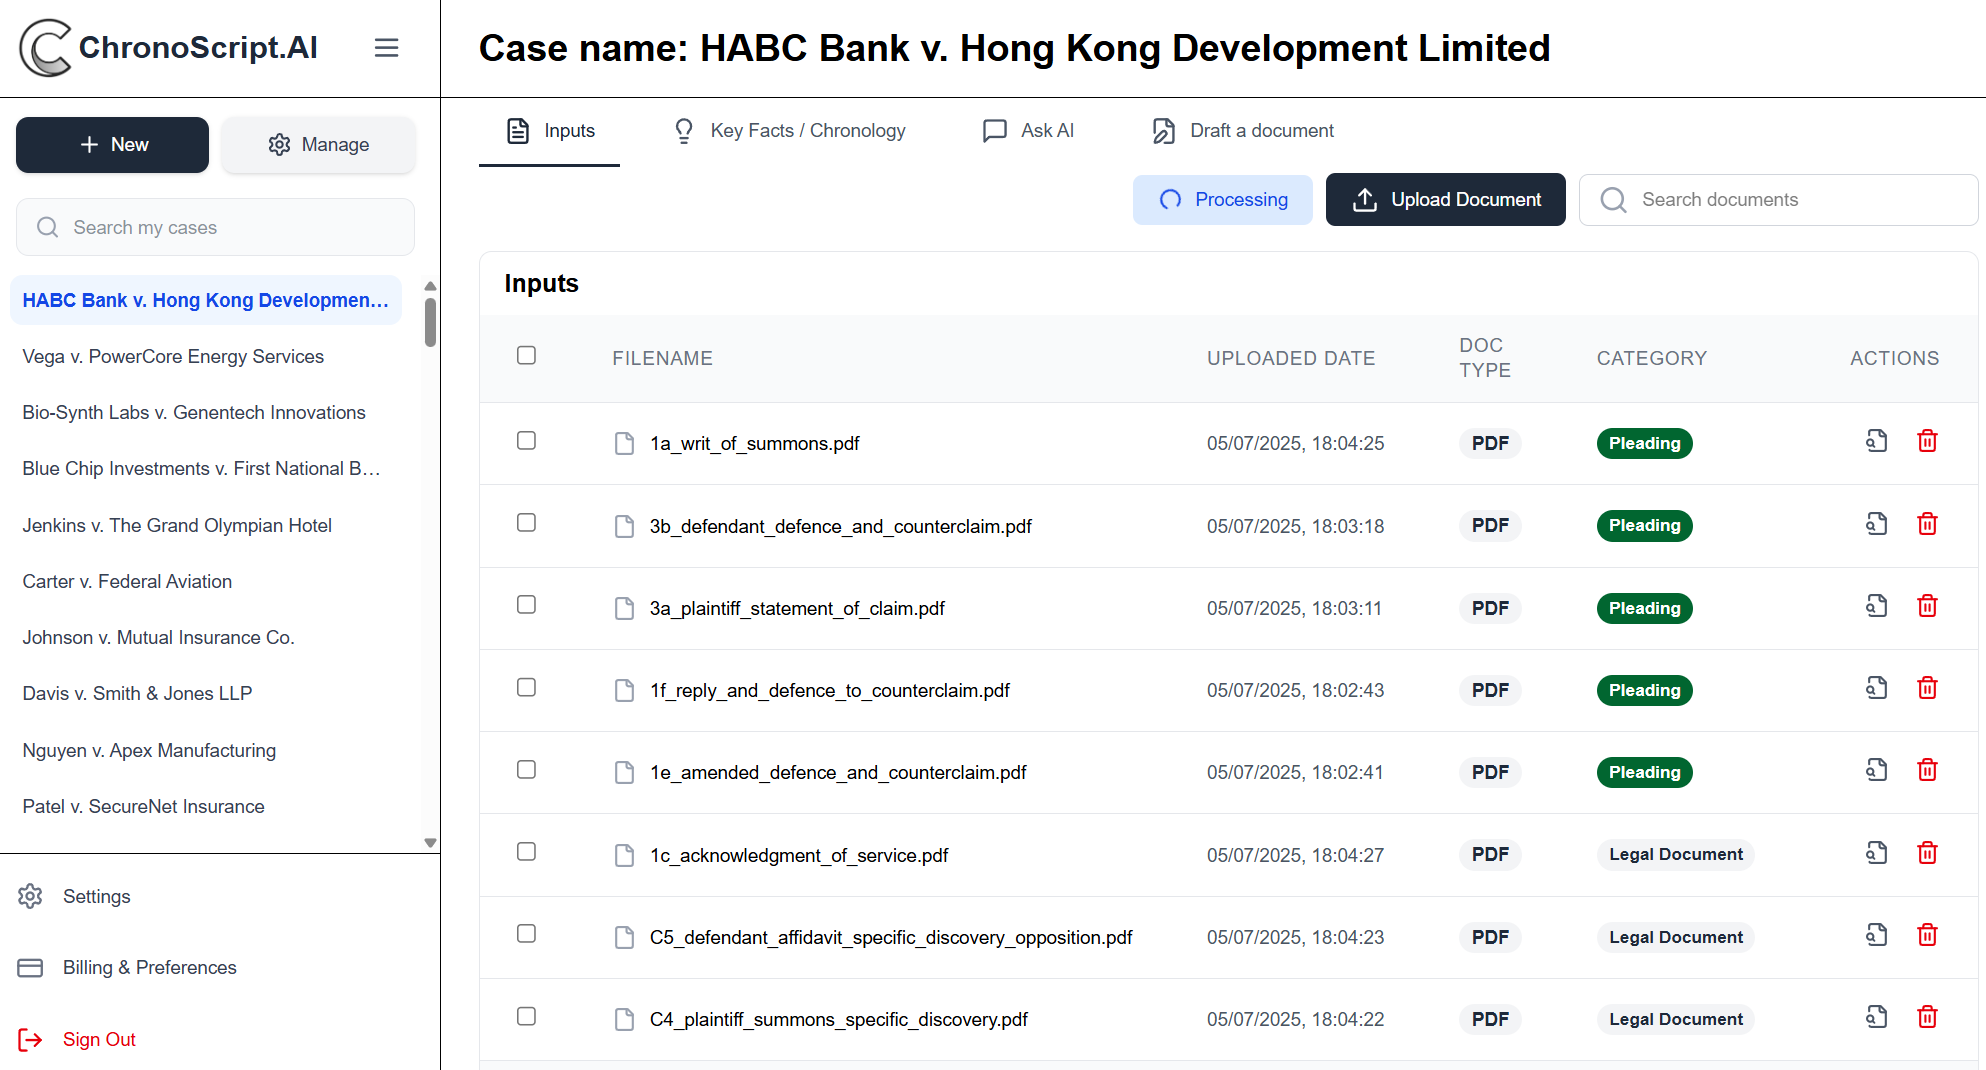 ChronoScript.AI
Case name: HABC Bank v. Hong Kong Development Limited
New
Manage
Search my cases
HABC Bank v. Hong Kong Developmen...
Vega v. PowerCore Energy Services
Bio-Synth Labs v. Genentech Innovations
Blue Chip Investments v. First National B...
Jenkins v. The Grand Olympian Hotel
Carter v. Federal Aviation
Johnson v. Mutual Insurance Co.
Davis v. Smith & Jones LLP
Nguyen v. Apex Manufacturing
Patel v. SecureNet Insurance
Settings
Billing & Preferences
Sign Out
Inputs
Key Facts / Chronology
Ask AI
Draft a document
Processing
Upload Document
Search documents
Inputs
FILENAME UPLOADED DATE DOC TYPE CATEGORY ACTIONS
1a_writ_of_summons.pdf 05/07/2025, 18:04:25 PDF Pleading
3b_defendant_defence_and_counterclaim.pdf 05/07/2025, 18:03:18 PDF Pleading
3a_plaintiff_statement_of_claim.pdf 05/07/2025, 18:03:11 PDF Pleading
1f_reply_and_defence_to_counterclaim.pdf 05/07/2025, 18:02:43 PDF Pleading
1e_amended_defence_and_counterclaim.pdf 05/07/2025, 18:02:41 PDF Pleading
1c_acknowledgment_of_service.pdf 05/07/2025, 18:04:27 PDF Legal Document
C5_defendant_affidavit_specific_discovery_opposition.pdf 05/07/2025, 18:04:23 PDF Legal Document
C4_plaintiff_summons_specific_discovery.pdf 05/07/2025, 18:04:22 PDF Legal Document